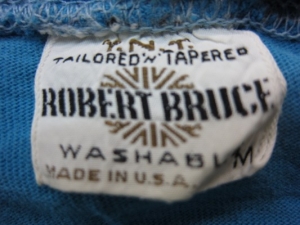 T.N.T.
TAILORED 'N' TAPERED
ROBERT BRUCE
WASHABL M
MADE IN U.S.A.